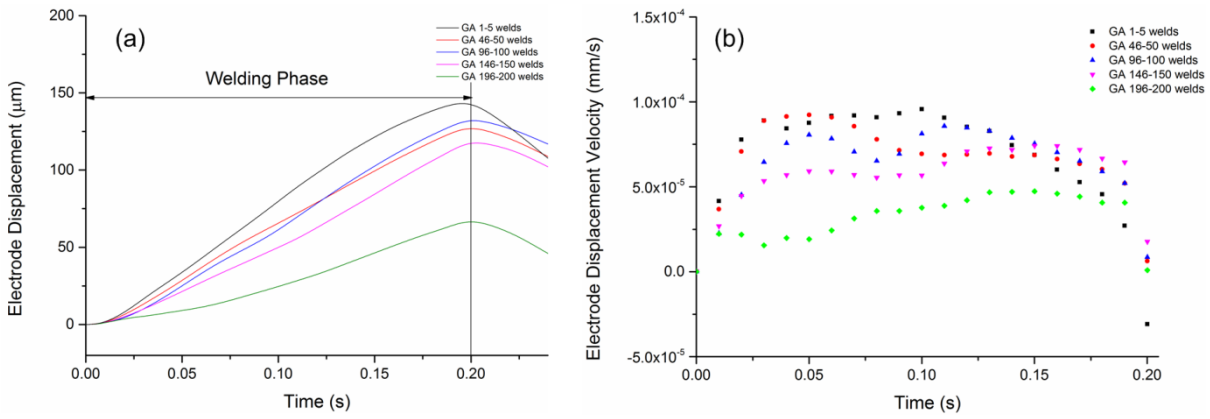 (a)
GA 1-5 welds
GA 46-50 welds
GA 96-100 welds
GA 146-150 welds
GA 196-200 welds
Welding Phase
Electrode Displacement (μm)
200
150
100
50
0
0.00 0.05 0.10 0.15 0.20
Time (s)
(b)
GA 1-5 welds
GA 46-50 welds
GA 96-100 welds
GA 146-150 welds
GA 196-200 welds
Electrode Displacement Velocity (mm/s)
1.5x10-4
1.0x10-4
5.0x10-5
0.0
-5.0x10-5
0.00 0.05 0.10 0.15 0.20
Time (s)